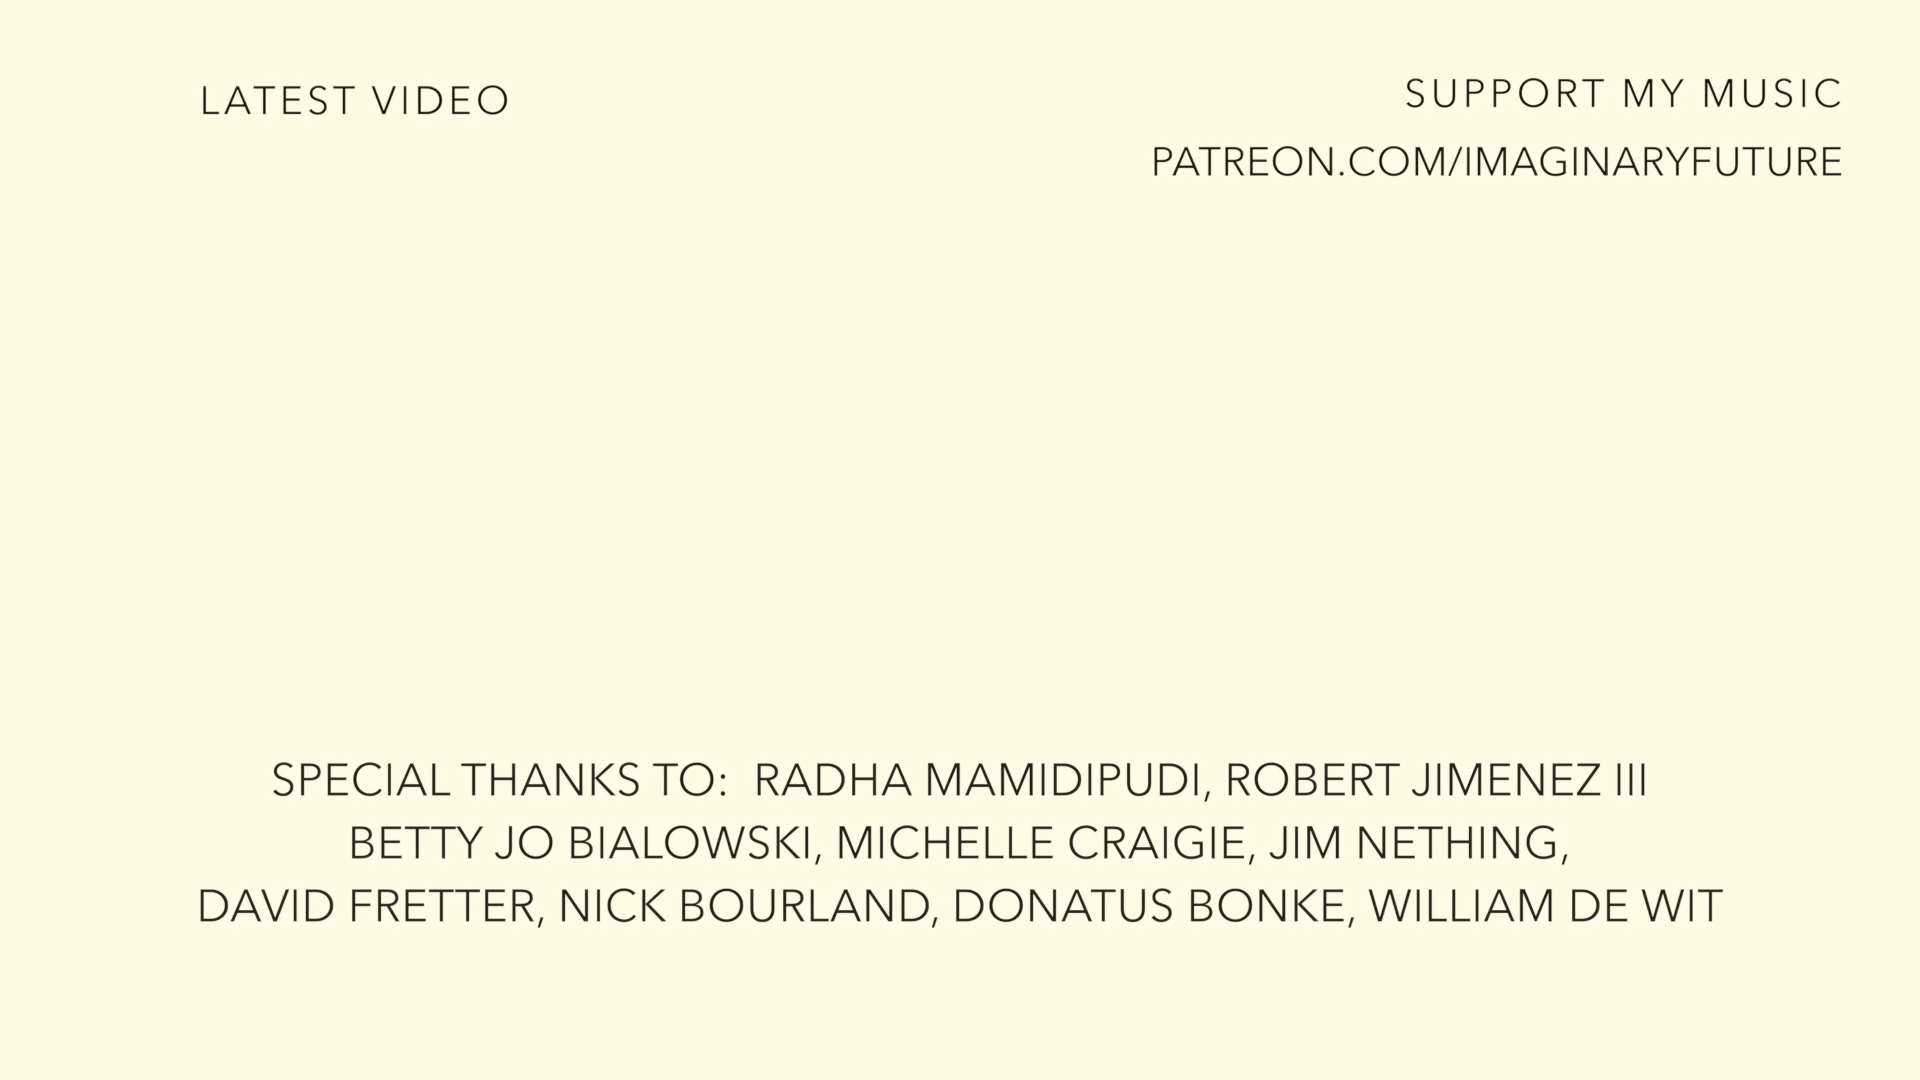 LATEST VIDEO
SUPPORT MY MUSIC
PATREON.COM/IMAGINARYFUTURE
SPECIAL THANKS TO: RADHA MAMIDIPUDI, ROBERT JIMENEZ III
BETTY JO BIALOWSKI, MICHELLE CRAIGIE, JIM NETHING,
DAVID FRETTER, NICK BOURLAND, DONATUS BONKE, WILLIAM DE WIT